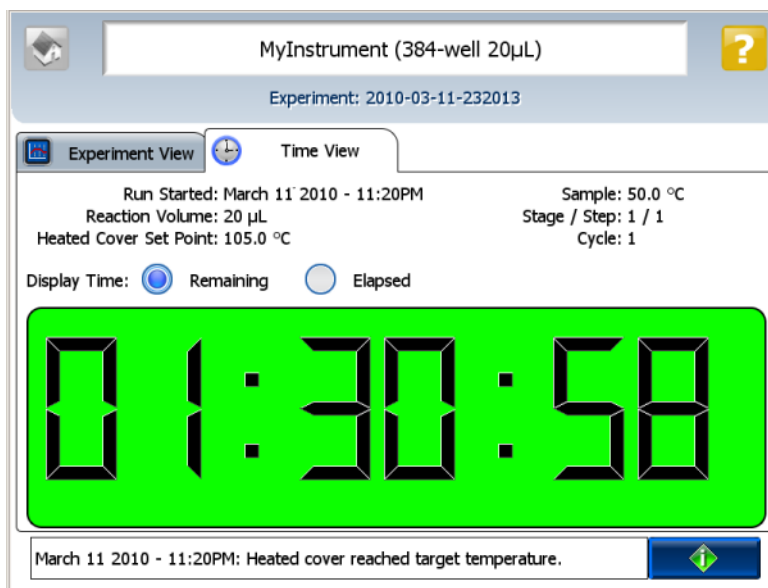 MyInstrument (384-well 20µL)
?
Experiment: 2010-03-11-232013
Experiment View
Time View
Run Started: March 11 2010 - 11:20PM
Sample: 50.0 °C
Reaction Volume: 20 µL
Stage / Step: 1 / 1
Heated Cover Set Point: 105.0 °C
Cycle: 1
Display Time: Remaining Elapsed
01:30:58
March 11 2010 - 11:20PM: Heated cover reached target temperature.
i